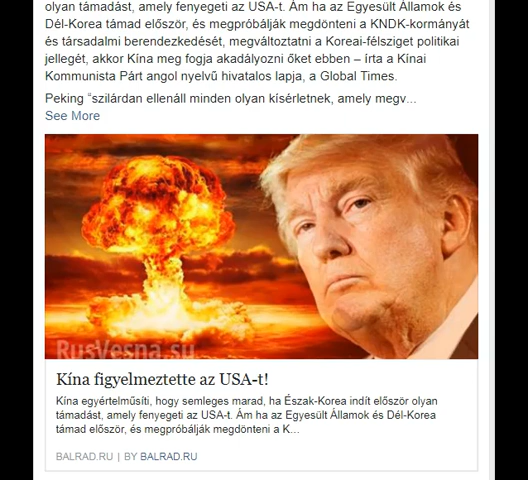 olyan támadást, amely fenyegeti az USA-t. Ám ha az Egyesült Államok és
Dél-Korea támad először, és megpróbálják megdönteni a KNDK-kormányát
és társadalmi berendezkedését, megváltoztatni a Koreai-félsziget politikai
jellegét, akkor Kína meg fogja akadályozni őket ebben – írta a Kínai
Kommunista Párt angol nyelvű hivatalos lapja, a Global Times.
Peking “szilárdan ellenáll minden olyan kísérletnek, amely megv...
See More
RusVesna.su
Kína figyelmeztette az USA-t!
Kína egyértelműsíti, hogy semleges marad, ha Észak-Korea indít először olyan
támadást, amely fenyegeti az USA-t. Ám ha az Egyesült Államok és Dél-Korea
támad először, és megpróbálják megdönteni a K...
BALRAD.RU | BY BALRAD.RU